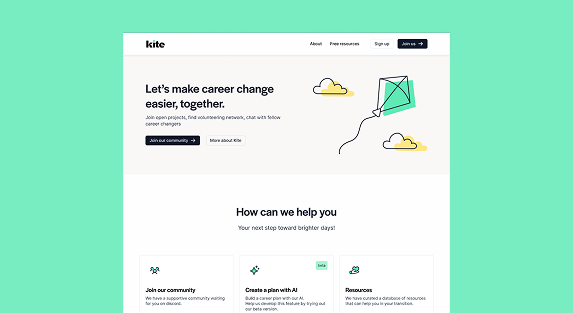 kite
About
Free resources
Sign up
Join us →
Let's make career change
easier, together.
Join open projects, find volunteering network, chat with fellow
career changers
Join our community →
More about Kite
How can we help you
Your next step toward brighter days!
Join our community
We have a supportive community waiting
for you on discord.
beta
Create a plan with AI
Build a career plan with our AI.
Help us develop this feature by trying out
our beta version.
Resources
We have curated a database of resources
that can help you in your transition.